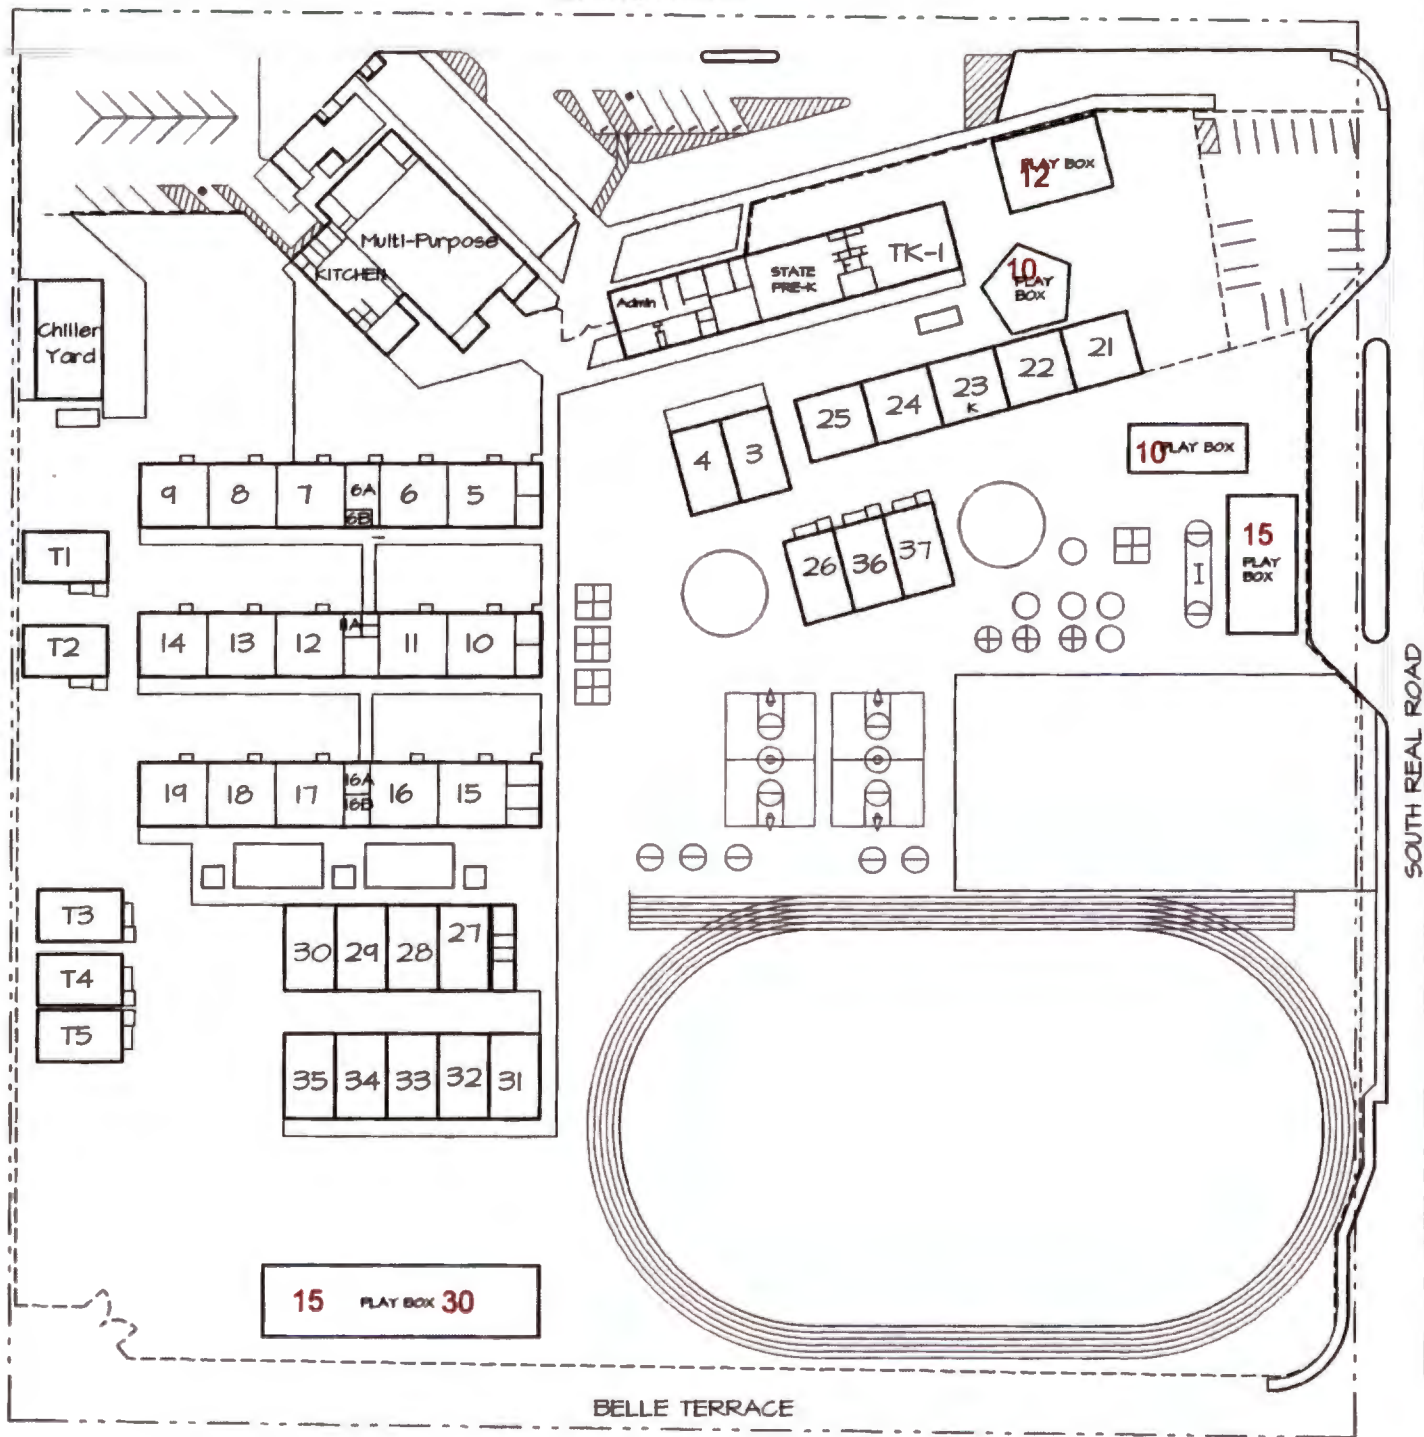 PLAY BOX
12
Multi-Purpose
KITCHEN
TK-1
STATE
PRE-K
Admin
10
PLAY
BOX
Chiller
Yard
21
22
23
K
24
25
3
4
10 PLAY BOX
9
8
7
6A
6B
6
5
15
PLAY
BOX
T1
26
36
37
I
T2
14
13
12
11A
11
10
SOUTH REAL ROAD
19
18
17
16A
16B
16
15
T3
30
29
28
27
T4
T5
35
34
33
32
31
15 PLAY BOX 30
BELLE TERRACE